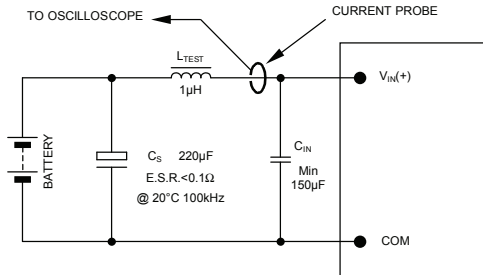 TO OSCILLOSCOPE
CURRENT PROBE
LTEST
1μH
VIN(+)
BATTERY
CS 220μF
E.S.R.<0.1Ω
@ 20°C 100kHz
CIN
Min
150μF
COM